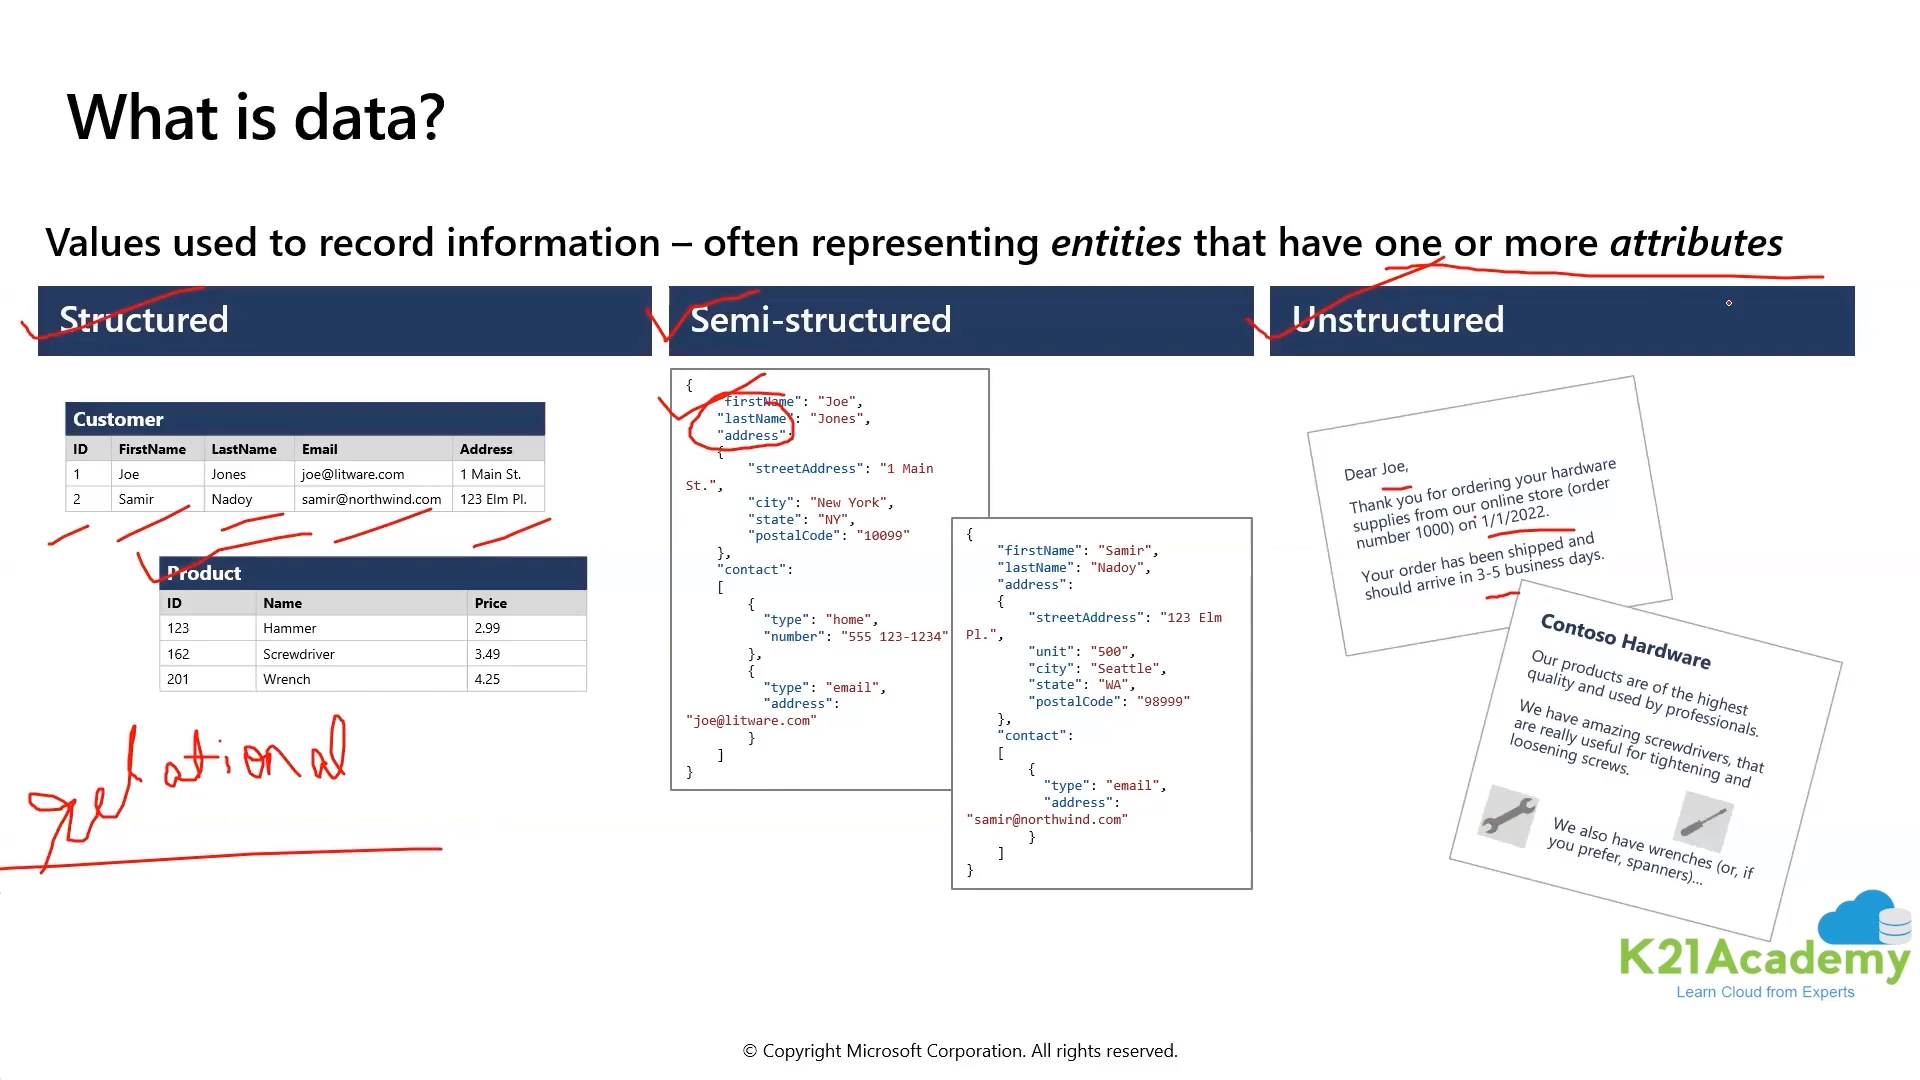 What is data?
Values used to record information – often representing entities that have one or more attributes
Structured
Customer
ID FirstName LastName Email Address
1 Joe Jones joe@litware.com 1 Main St.
2 Samir Nadoy samir@northwind.com 123 Elm Pl.
Product
ID Name Price
123 Hammer 2.99
162 Screwdriver 3.49
201 Wrench 4.25
relational
Semi-structured
{
"firstName": "Joe",
"lastName": "Jones",
"address":
{
"streetAddress": "1 Main
St.",
"city": "New York",
"state": "NY",
"postalCode": "10099"
},
"contact":
[
{
"type": "home",
"number": "555 123-1234"
},
{
"type": "email",
"address":
"joe@litware.com"
}
]
}
{
"firstName": "Samir",
"lastName": "Nadoy",
"address":
{
"streetAddress": "123 Elm
Pl.",
"unit": "500",
"city": "Seattle",
"state": "WA",
"postalCode": "98999"
},
"contact":
[
{
"type": "email",
"address":
"samir@northwind.com"
}
]
}
Unstructured
Dear Joe,
Thank you for ordering your hardware
supplies from our online store (order
number 1000) on 1/1/2022.
Your order has been shipped and
should arrive in 3-5 business days.
Contoso Hardware
Our products are of the highest
quality and used by professionals.
We have amazing screwdrivers, that
are really useful for tightening and
loosening screws.
We also have wrenches (or, if
you prefer, spanners)...
K21Academy
Learn Cloud from Experts
© Copyright Microsoft Corporation. All rights reserved.